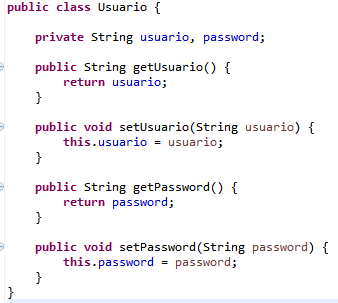 public class Usuario {
private String usuario, password;
public String getUsuario() {
return usuario;
}
public void setUsuario(String usuario) {
this.usuario = usuario;
}
public String getPassword() {
return password;
}
public void setPassword(String password) {
this.password = password;
}
}